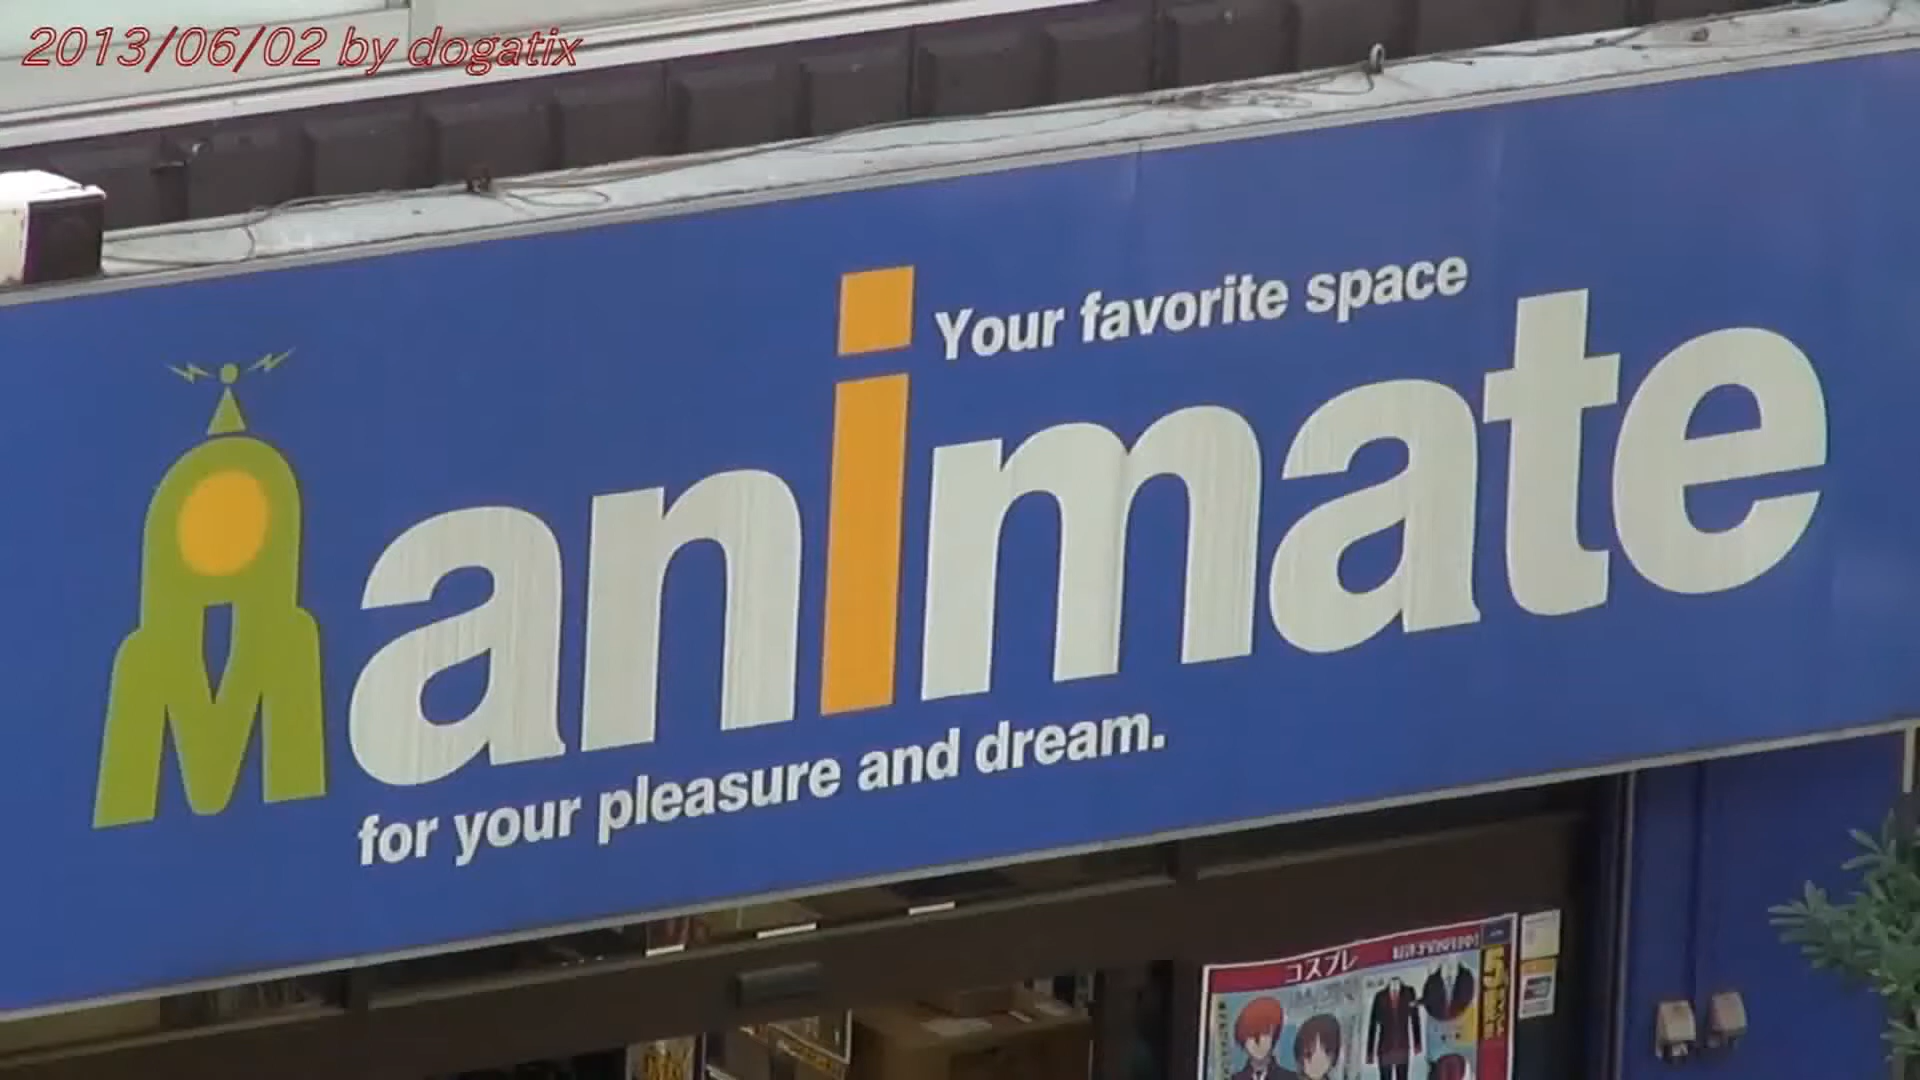 2013/06/02 by dogatix
Your favorite space
animate
for your pleasure and dream.
コスプレ